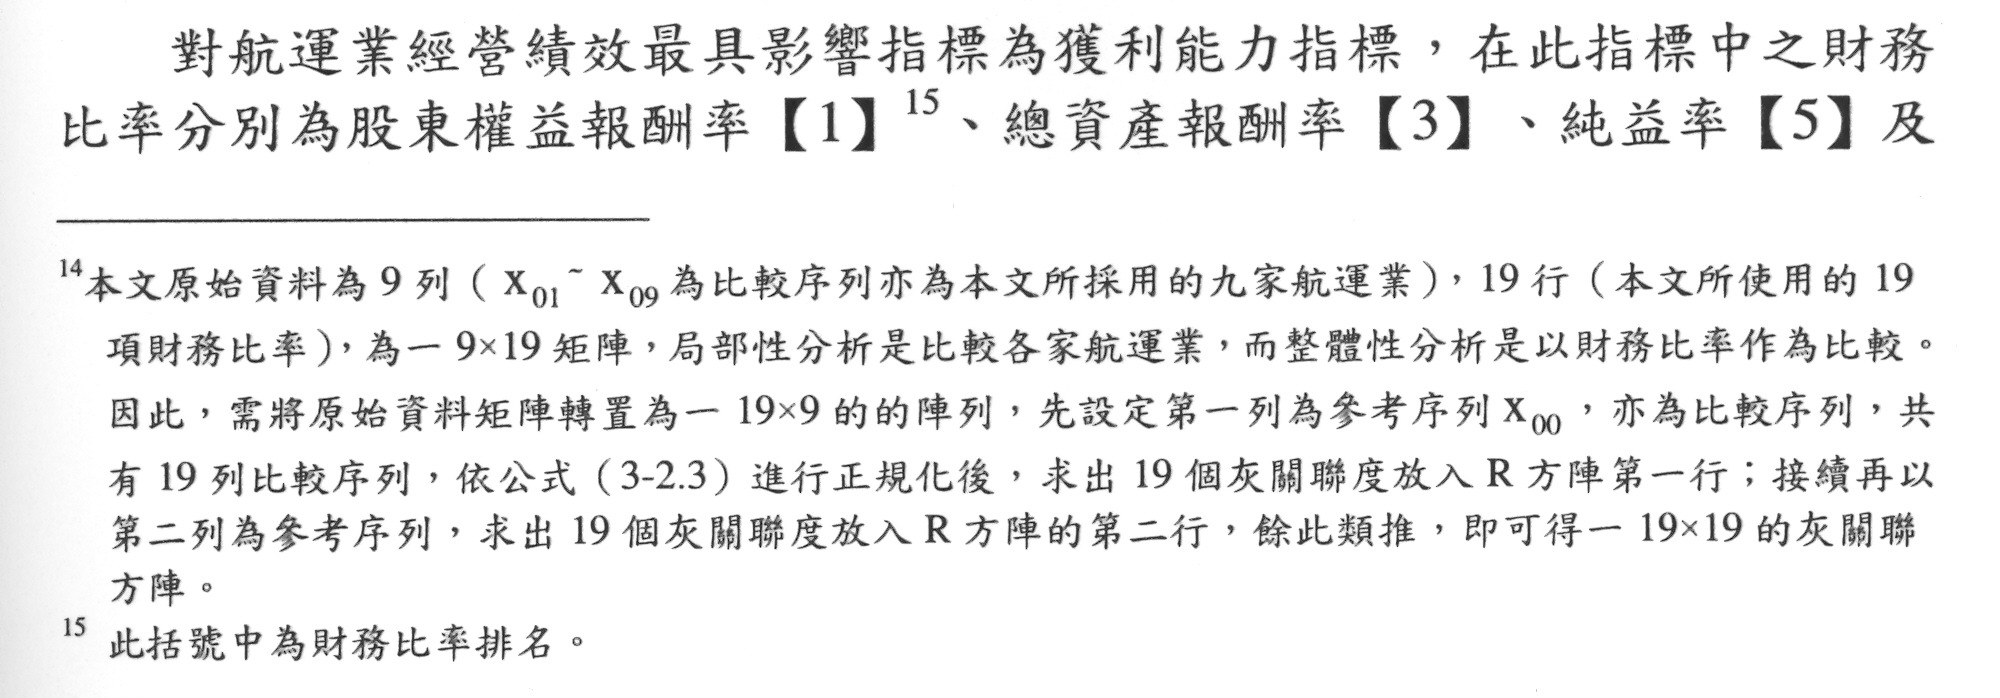 對航運業經營績效最具影響指標為獲利能力指標，在此指標中之財務
比率分別為股東權益報酬率【1】15、總資產報酬率【3】、純益率【5】及
14本文原始資料為 9 列（X01~X09為比較序列亦為本文所採用的九家航運業），19 行（本文所使用的 19
項財務比率），為一 9×19 矩陣，局部性分析是比較各家航運業，而整體性分析是以財務比率作為比較。
因此，需將原始資料矩陣轉置為一 19×9 的的陣列，先設定第一列為參考序列X00，亦為比較序列，共
有 19 列比較序列，依公式（3-2.3）進行正規化後，求出 19 個灰關聯度放入 R 方陣第一行；接續再以
第二列為參考序列，求出 19 個灰關聯度放入 R 方陣的第二行，餘此類推，即可得一 19×19 的灰關聯
方陣。
15 此括號中為財務比率排名。